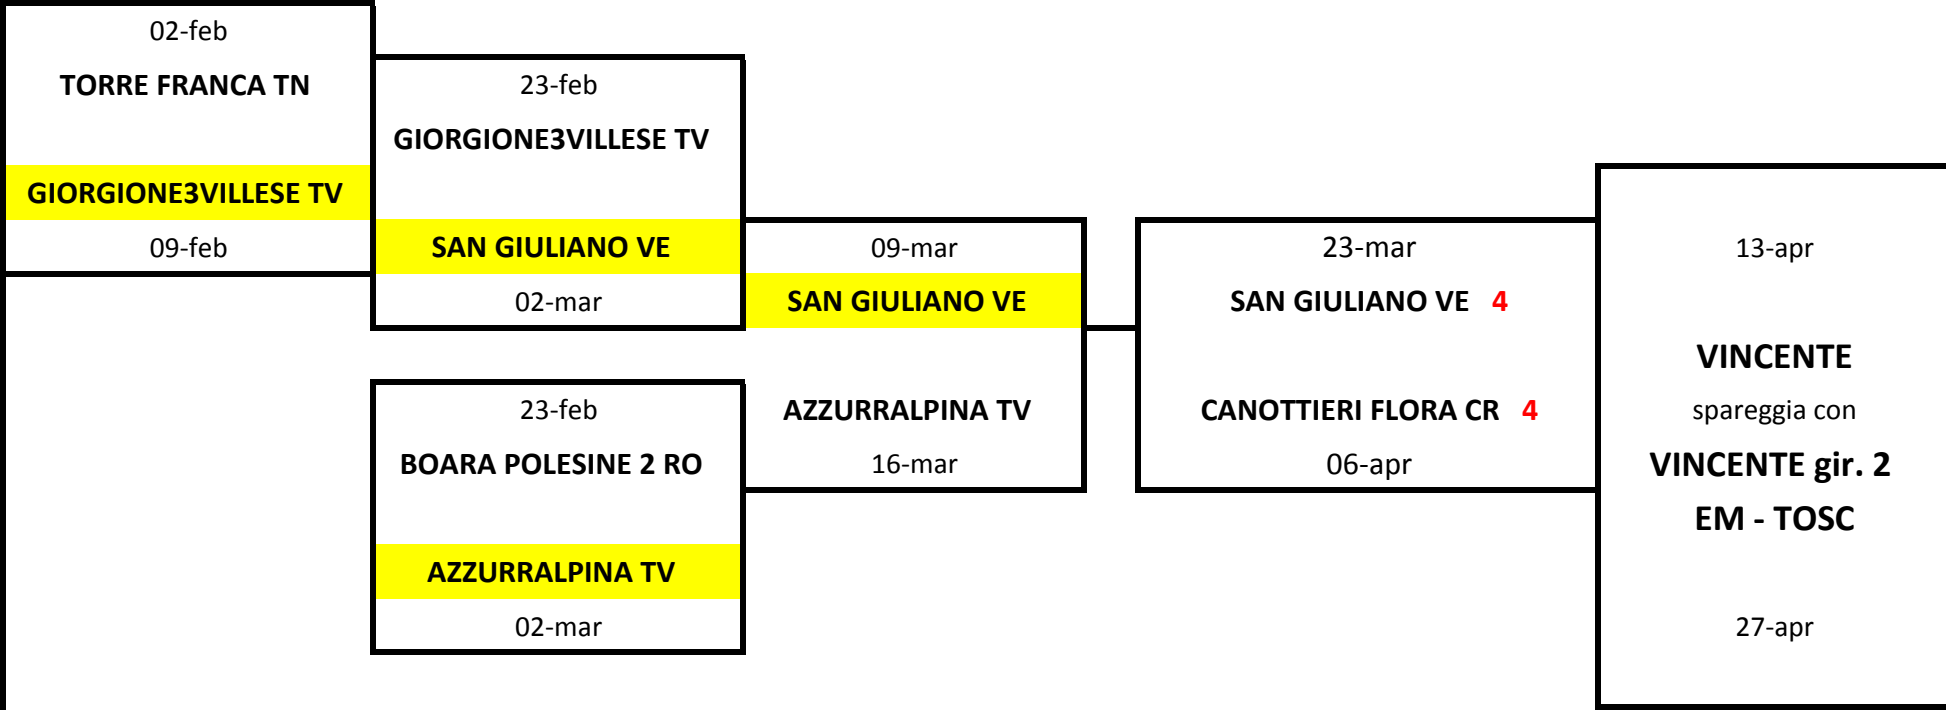 02-feb
TORRE FRANCA TN
GIORGIONE3VILLESE TV
09-feb
23-feb
GIORGIONE3VILLESE TV
SAN GIULIANO VE
02-mar
23-feb
BOARA POLESINE 2 RO
AZZURRALPINA TV
02-mar
09-mar
SAN GIULIANO VE
AZZURRALPINA TV
16-mar
23-mar
SAN GIULIANO VE 4
CANOTTIERI FLORA CR 4
06-apr
13-apr
VINCENTE
spareggia con
VINCENTE gir. 2
EM - TOSC
27-apr